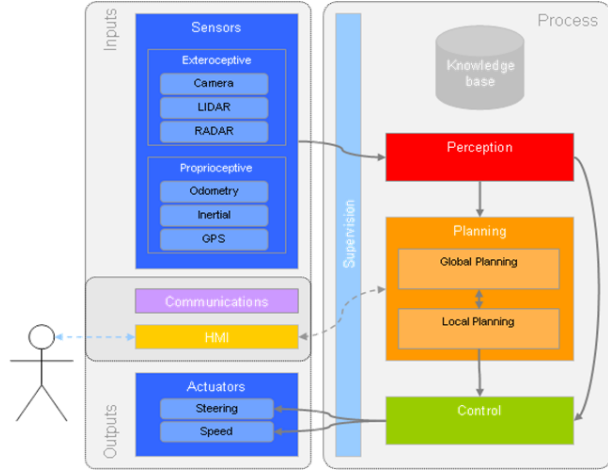 Inputs
Sensors
Exteroceptive
Camera
LIDAR
RADAR
Proprioceptive
Odometry
Inertial
GPS
Communications
HMI
Outputs
Actuators
Steering
Speed
Process
Supervision
Knowledge
base
Perception
Planning
Global Planning
Local Planning
Control